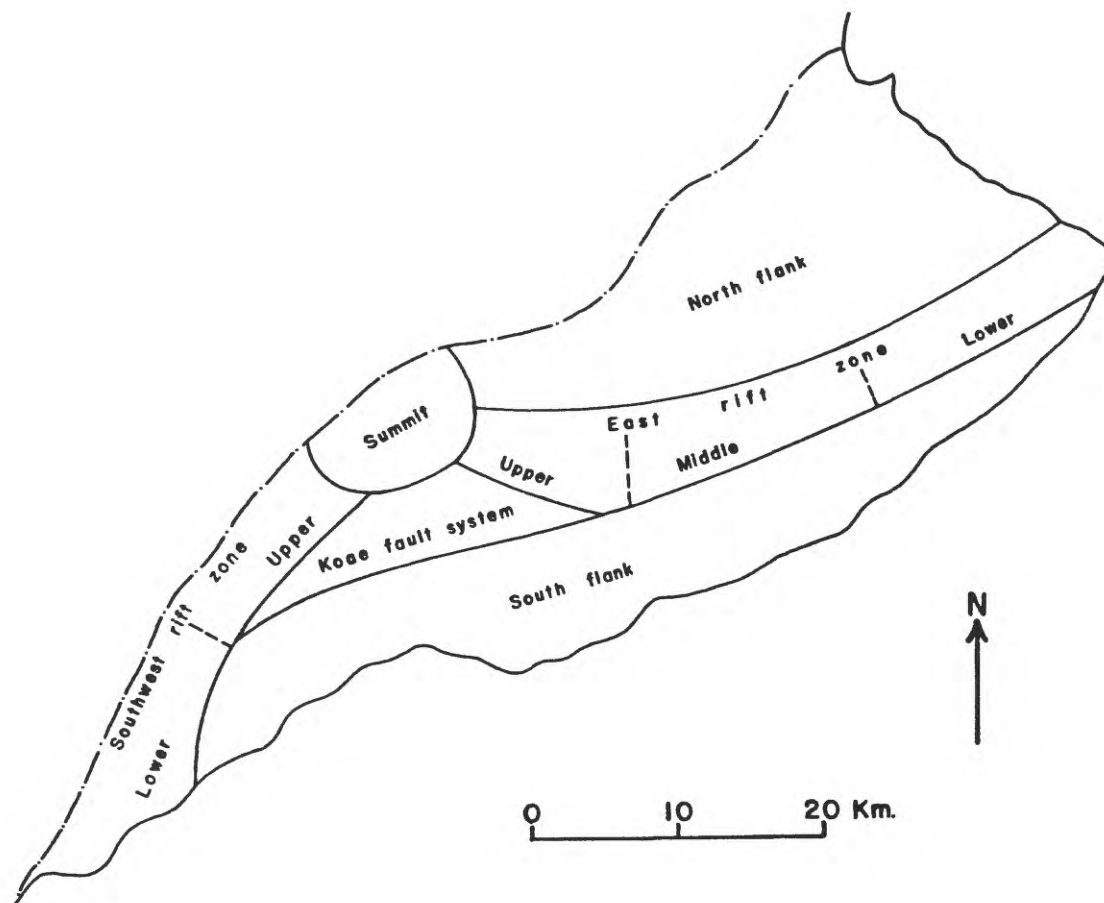 North flank
Lower
East rift zone
Summit
Middle
Upper
Koae fault system
Upper
South flank
Southwest rift zone
Lower
N
0 10 20 Km.